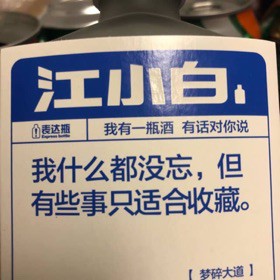 江小白
表达瓶
Express bottle
我有一瓶酒 有话对你说
我什么都没忘，但
有些事只适合收藏。
【 梦碎大道 】